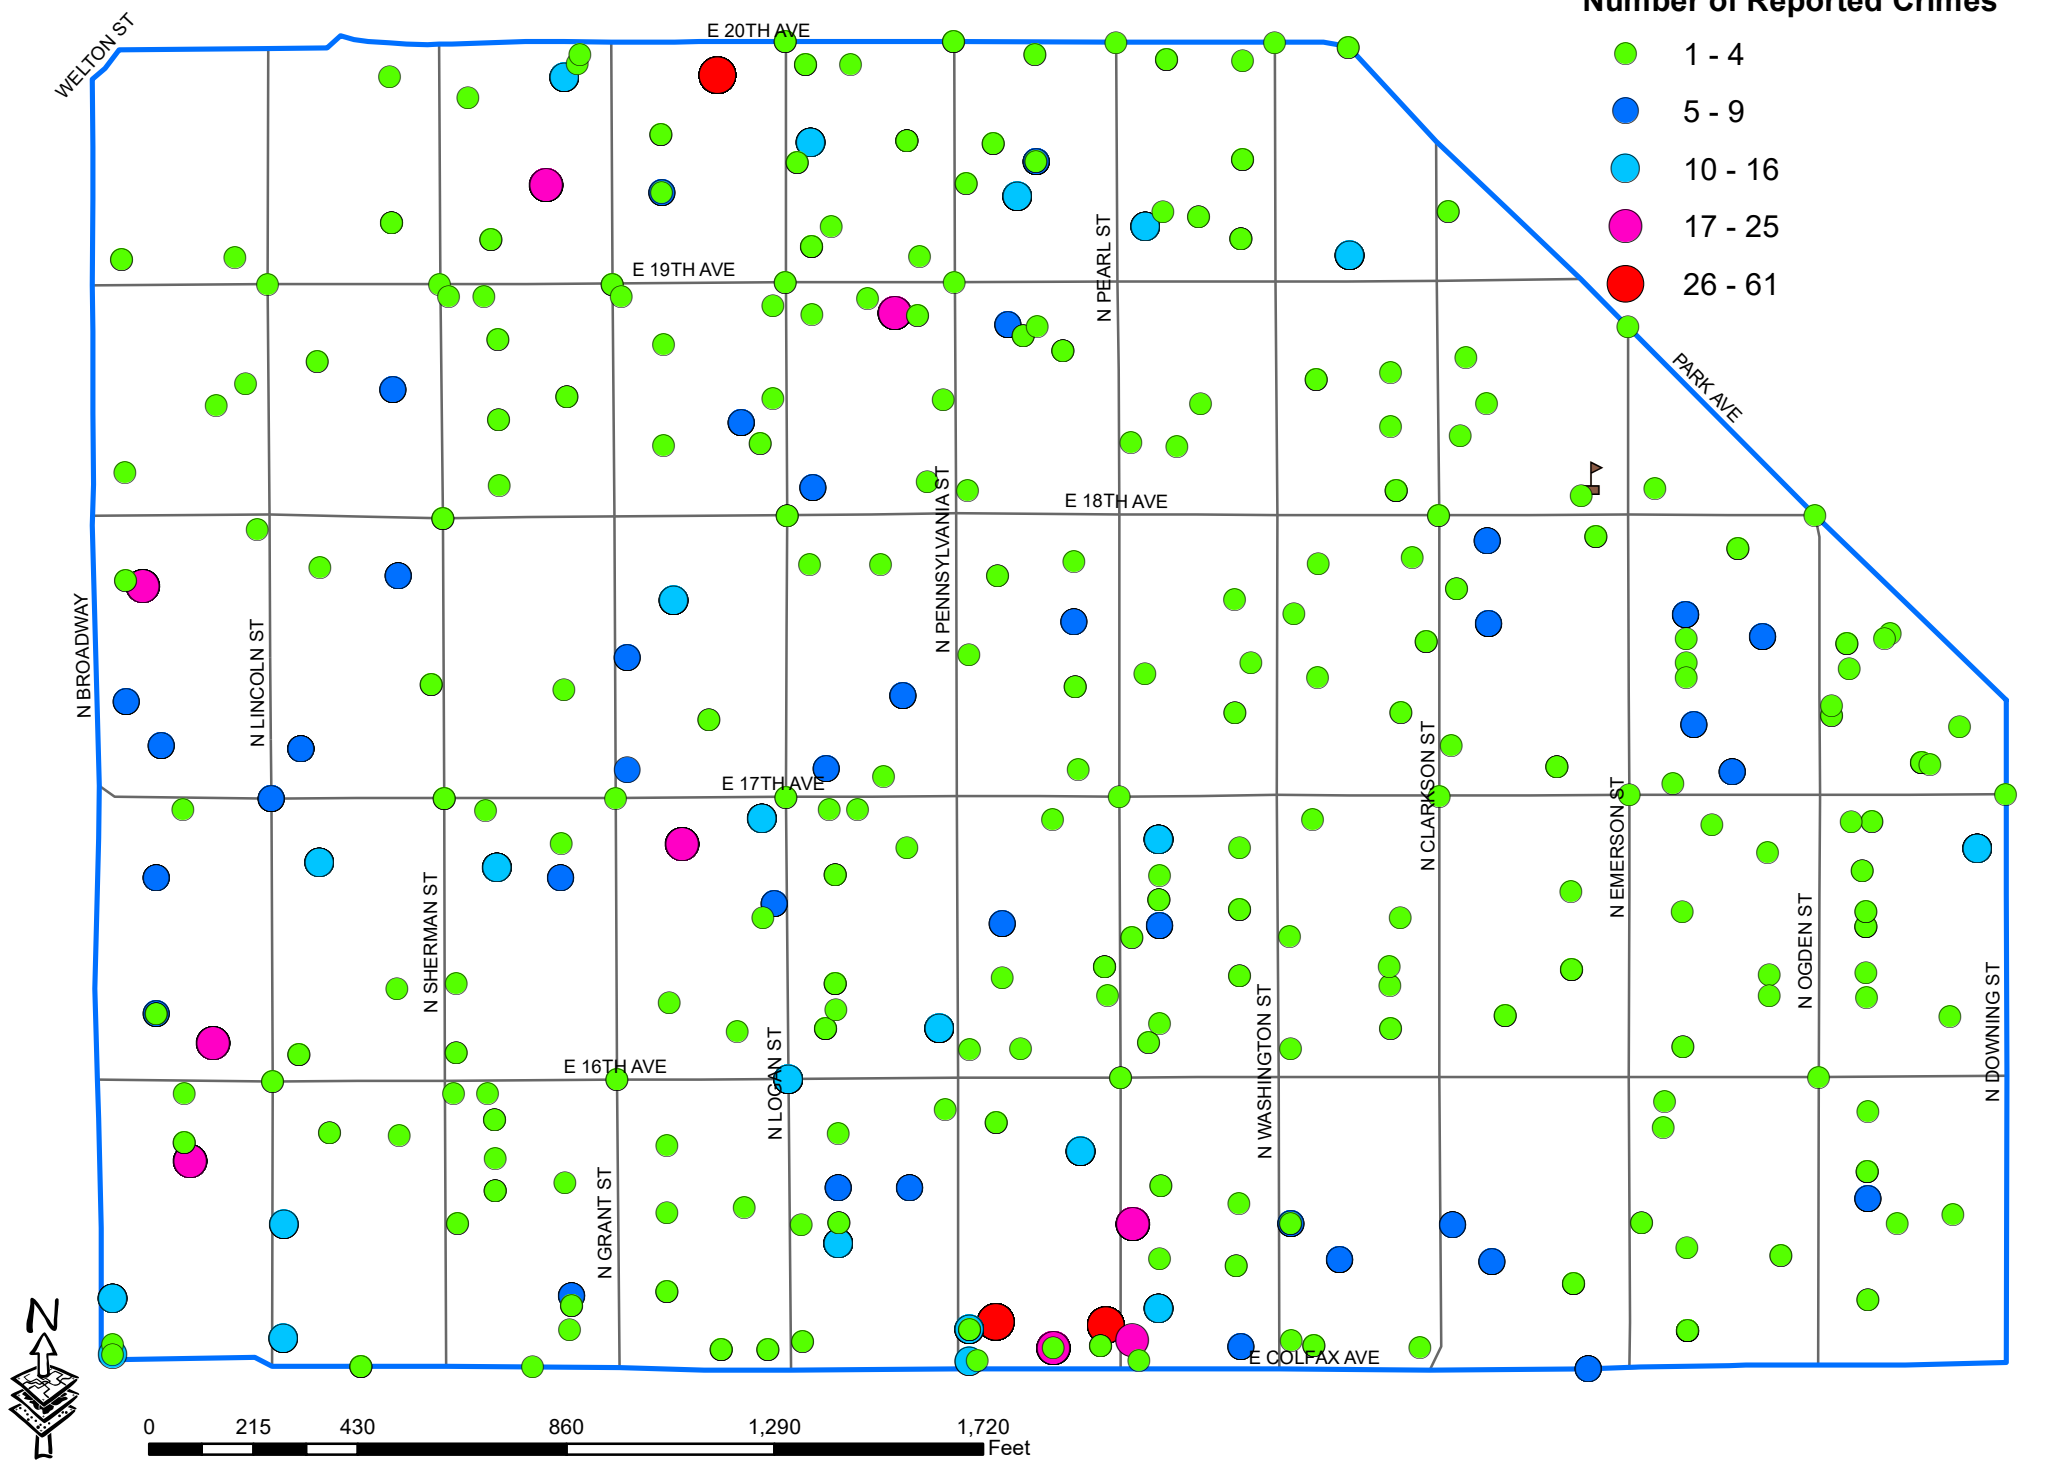 Number of Reported Crimes
1 - 4
5 - 9
10 - 16
17 - 25
26 - 61
WELTON ST
E 20TH AVE
E 19TH AVE
N PEARL ST
PARK AVE
E 18TH AVE
N PENNSYLVANIA ST
N BROADWAY
N LINCOLN ST
E 17TH AVE
N CLARKSON ST
N EMERSON ST
N SHERMAN ST
N OGDEN ST
N DOWNING ST
N WASHINGTON ST
E 16TH AVE
N LOGAN ST
N GRANT ST
E COLFAX AVE
N
0 215 430 860 1,290 1,720
Feet